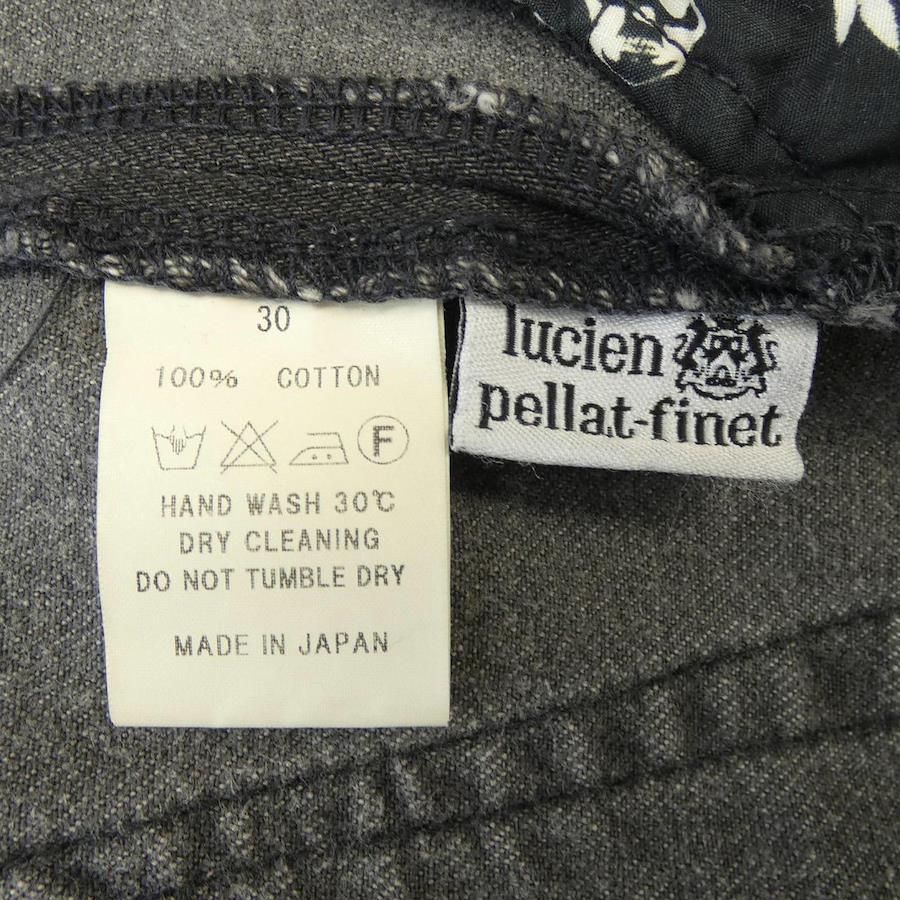 30
100% COTTON
F
HAND WASH 30℃
DRY CLEANING
DO NOT TUMBLE DRY
MADE IN JAPAN
lucien
pellat-finet